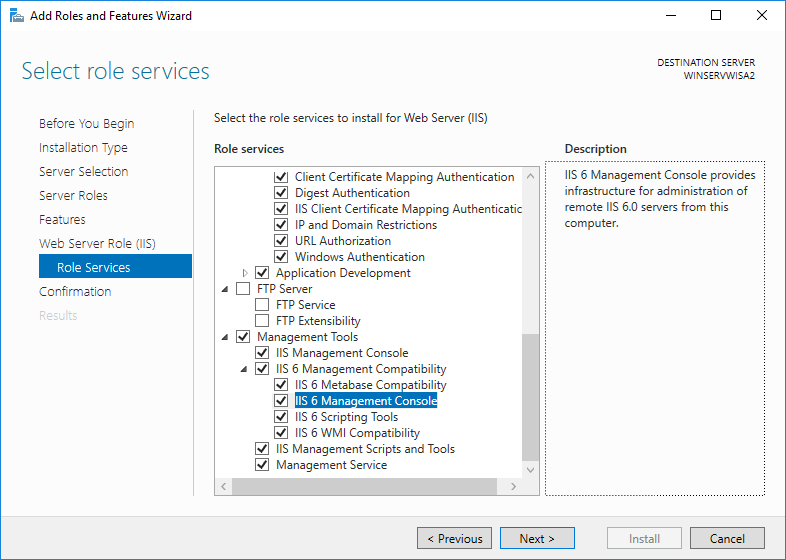 Add Roles and Features Wizard
Select role services
DESTINATION SERVER
WINSERVWISA2
Before You Begin
Installation Type
Server Selection
Server Roles
Features
Web Server Role (IIS)
Role Services
Confirmation
Results
Select the role services to install for Web Server (IIS)
Role services
Client Certificate Mapping Authentication
Digest Authentication
IIS Client Certificate Mapping Authenticatic
IP and Domain Restrictions
URL Authorization
Windows Authentication
Application Development
FTP Server
FTP Service
FTP Extensibility
Management Tools
IIS Management Console
IIS 6 Management Compatibility
IIS 6 Metabase Compatibility
IIS 6 Management Console
IIS 6 Scripting Tools
IIS 6 WMI Compatibility
IIS Management Scripts and Tools
Management Service
Description
IIS 6 Management Console provides
infrastructure for administration of
remote IIS 6.0 servers from this
computer.
< Previous
Next >
Install
Cancel